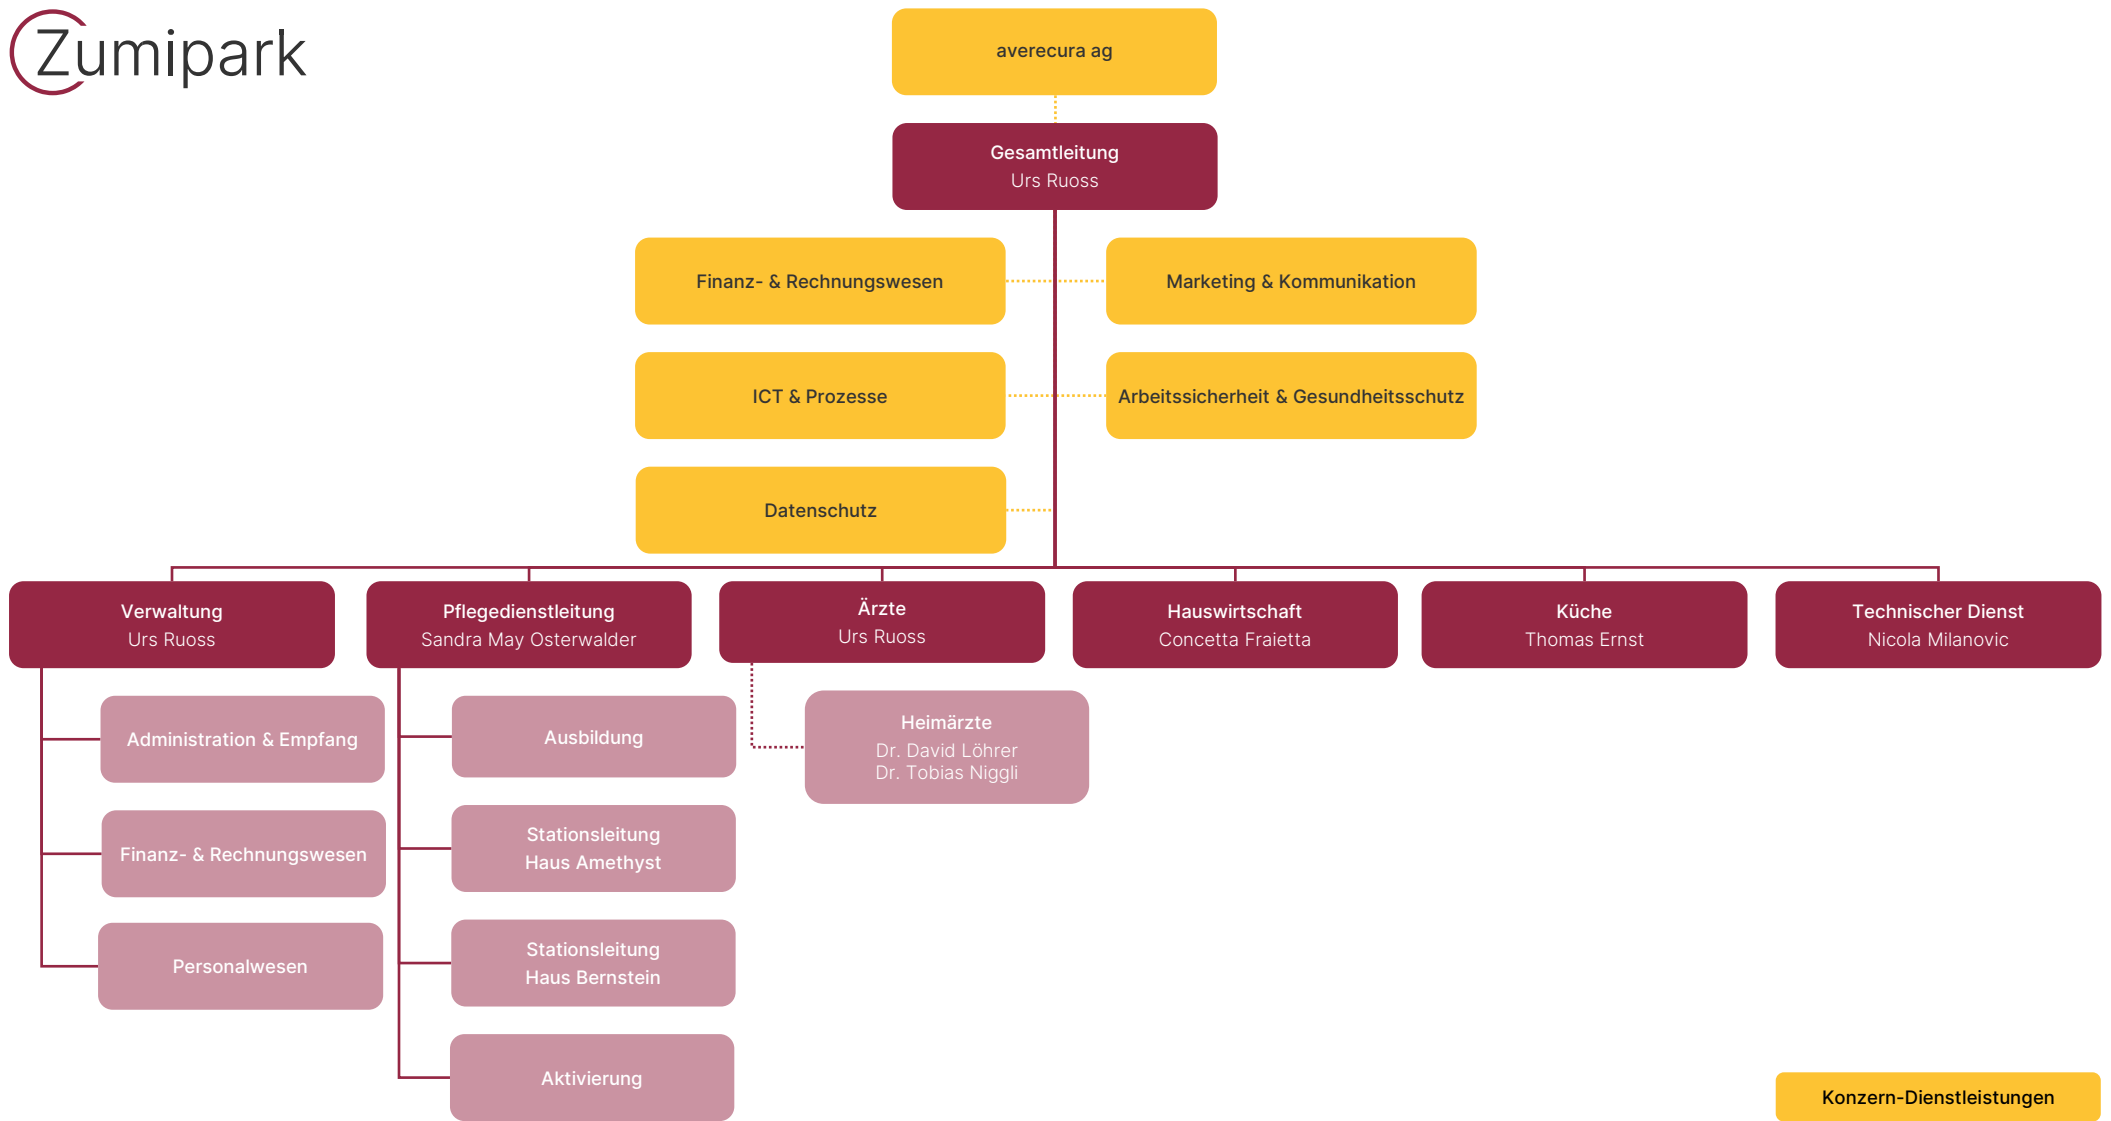 Zumipark
averecura ag
Gesamtleitung
Urs Ruoss
Finanz- & Rechnungswesen
Marketing & Kommunikation
ICT & Prozesse
Arbeitssicherheit & Gesundheitsschutz
Datenschutz
Verwaltung
Urs Ruoss
Pflegedienstleitung
Sandra May Osterwalder
Ärzte
Urs Ruoss
Hauswirtschaft
Concetta Fraietta
Küche
Thomas Ernst
Technischer Dienst
Nicola Milanovic
Administration & Empfang
Finanz- & Rechnungswesen
Personalwesen
Ausbildung
Stationsleitung
Haus Amethyst
Stationsleitung
Haus Bernstein
Aktivierung
Heimärzte
Dr. David Löhrer
Dr. Tobias Niggli
Konzern-Dienstleistungen